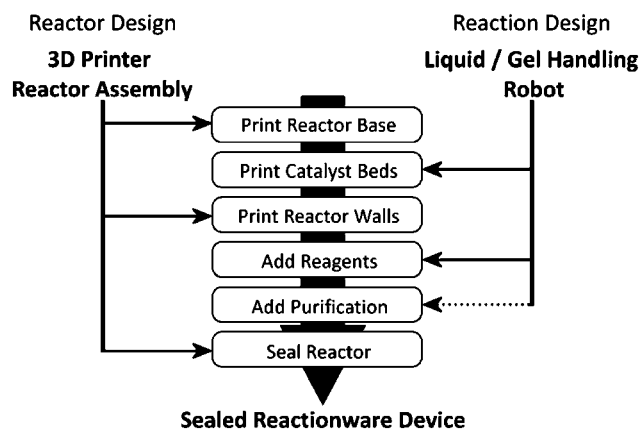 Reactor Design
3D Printer
Reactor Assembly
Reaction Design
Liquid / Gel Handling
Robot
Print Reactor Base
Print Catalyst Beds
Print Reactor Walls
Add Reagents
Add Purification
Seal Reactor
Sealed Reactionware Device